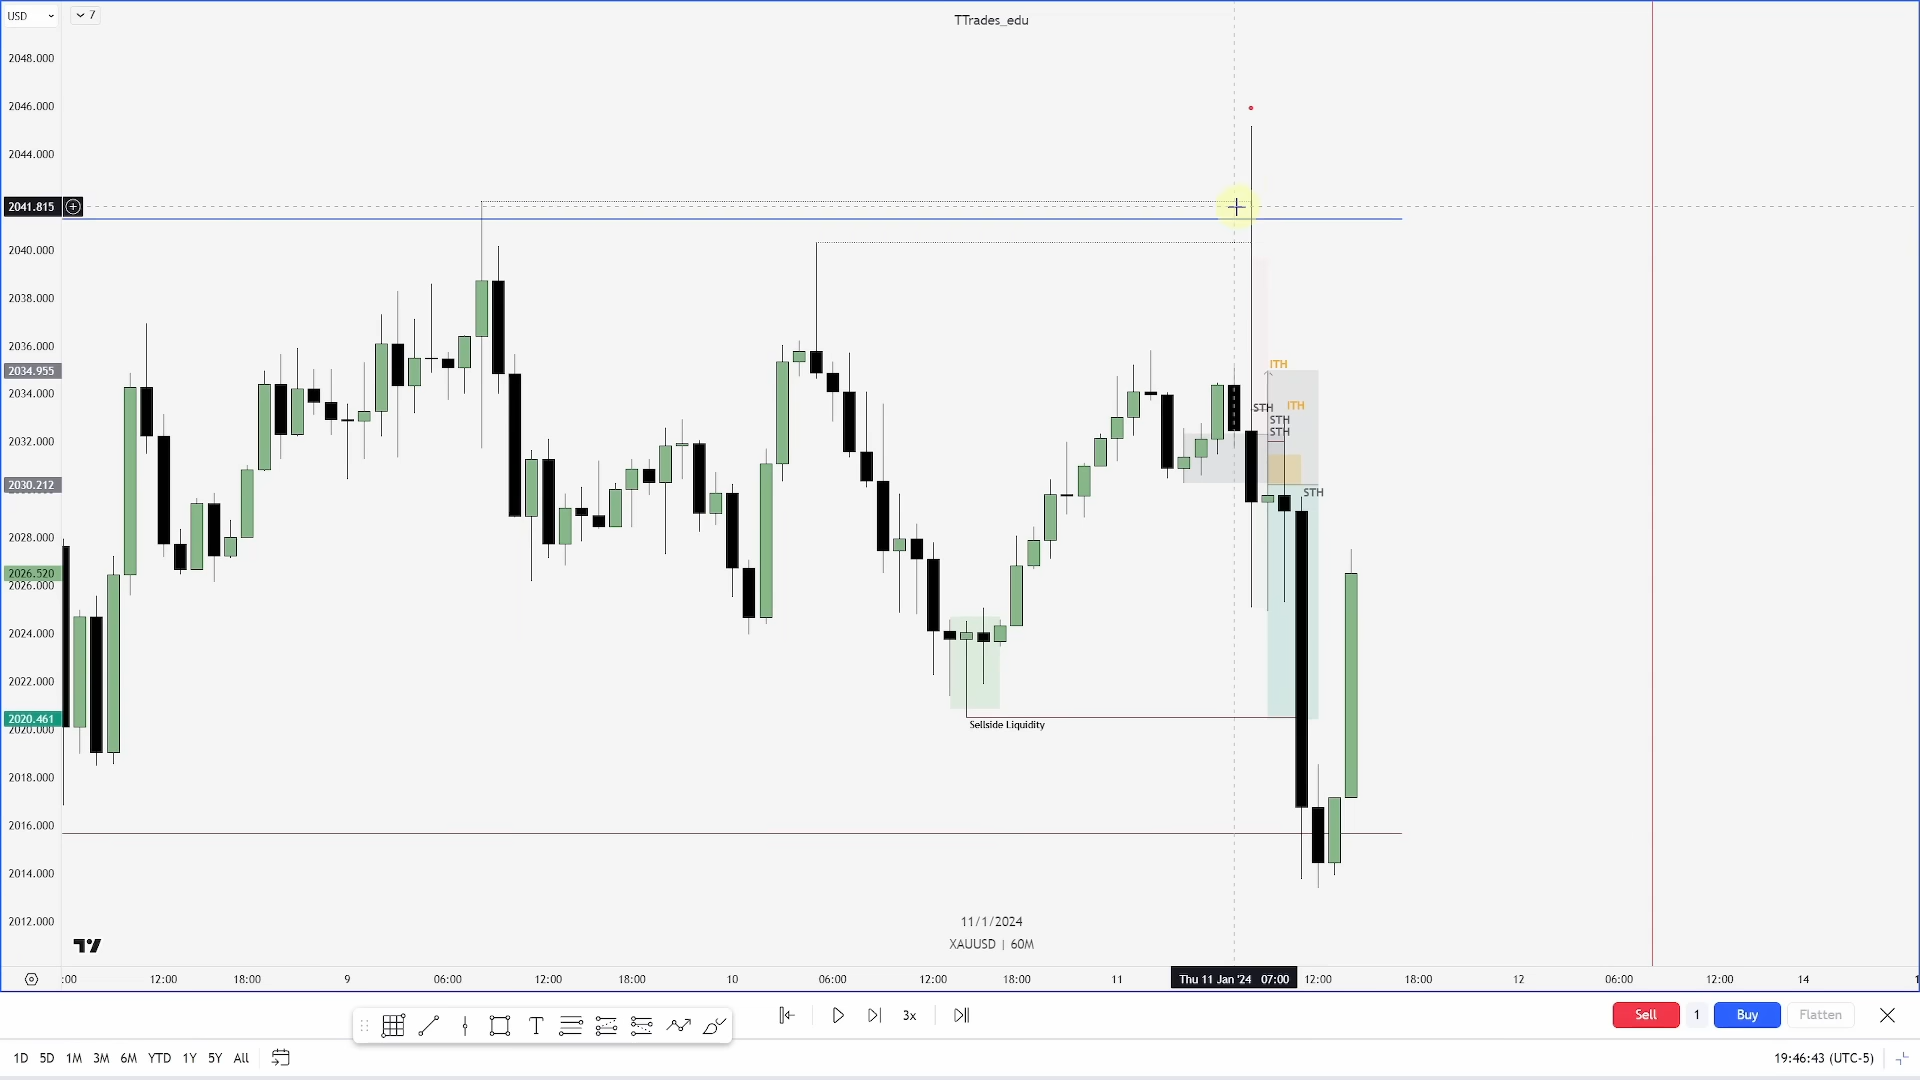 USD 7
TTrades_edu
2048.000
2046.000
2044.000
2041.815
2040.000
2038.000
2036.000
2034.955
2034.000
2032.000
2030.212
2028.000
2026.520
2026.000
2024.000
2022.000
2020.461
2020.000
2018.000
2016.000
2014.000
2012.000
ITH
STH ITH
STH
STH
STH
Sellside Liquidity
11/1/2024
XAUUSD | 60M
:00 12:00 18:00 9 06:00 12:00 18:00 10 06:00 12:00 18:00 11 Thu 11 Jan '24 07:00 12:00 18:00 12 06:00 12:00 14
3x
Sell 1 Buy Flatten
1D 5D 1M 3M 6M YTD 1Y 5Y All
19:46:43 (UTC-5)